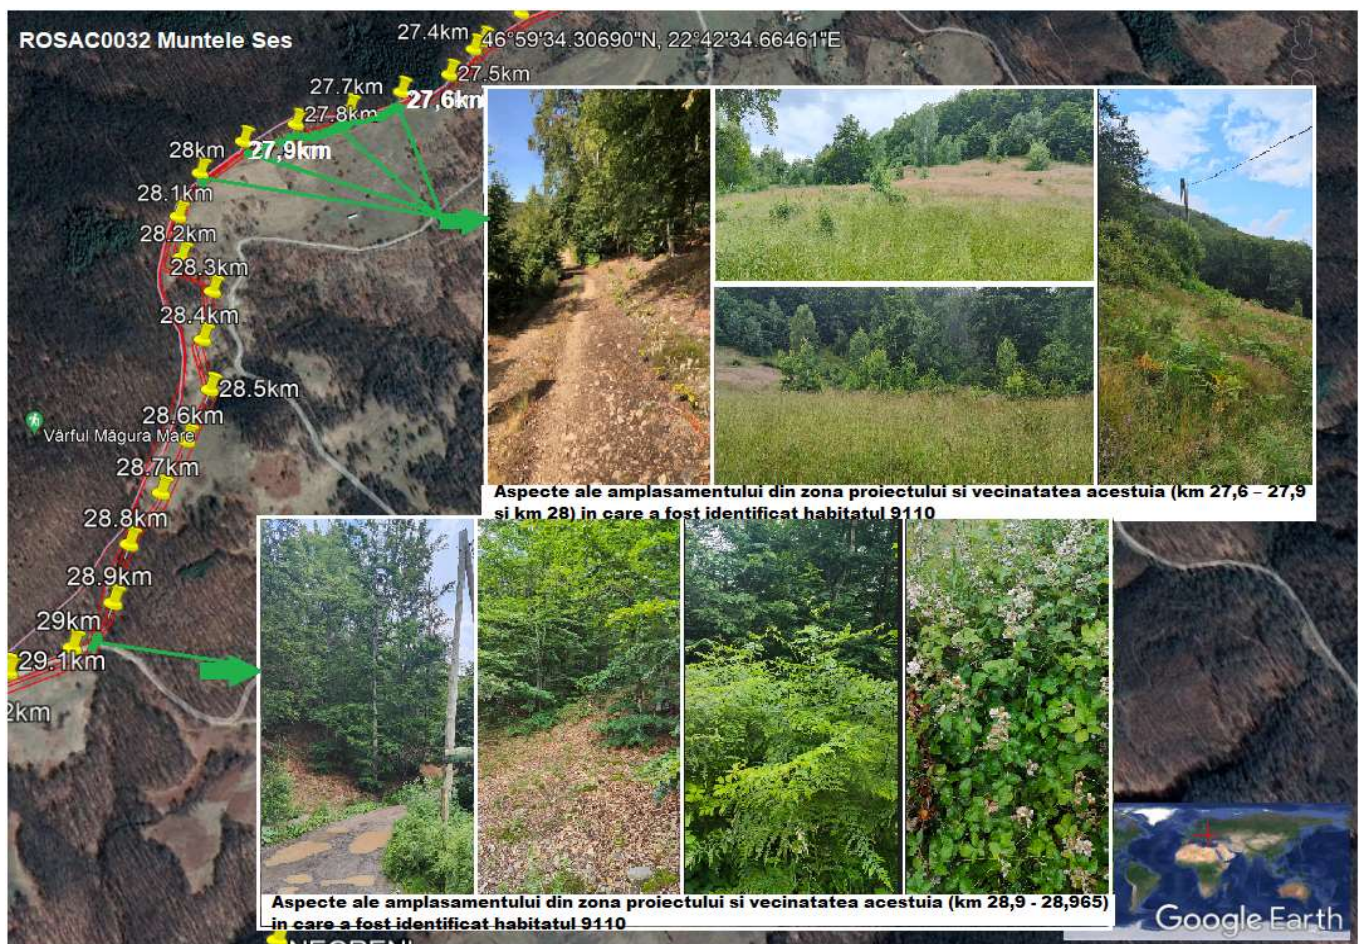 ROSAC0032 Muntele Ses
27.4km
46°59'34.30690"N, 22°42'34.66461"E
27.5km
27.7km
27,6km
27.8km
28km
27,9km
28.1km
28.2km
28.3km
28.4km
28.5km
28.6km
Vârful Măgura Mare
28.7km
Aspecte ale amplasamentului din zona proiectului si vecinatatea acestuia (km 27,6 – 27,9
si km 28) in care a fost identificat habitatul 9110
28.8km
28.9km
29km
29.1km
2km
Aspecte ale amplasamentului din zona proiectului si vecinatatea acestuia (km 28,9 - 28,965)
in care a fost identificat habitatul 9110
Google Earth